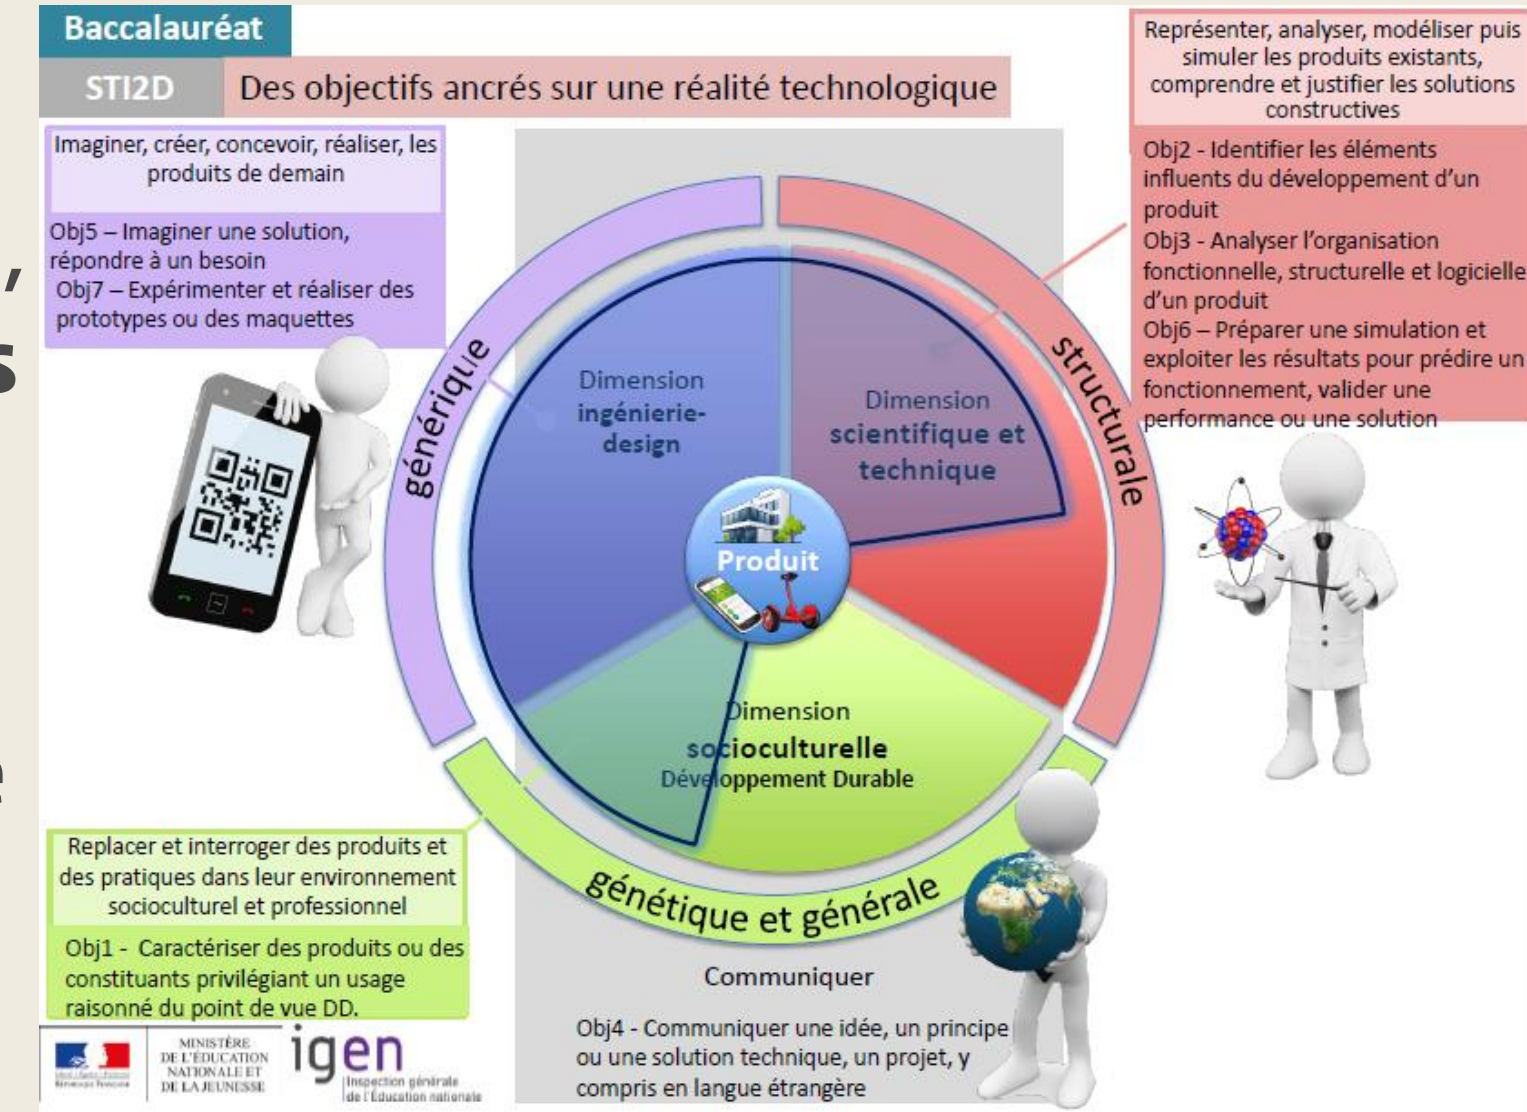 Baccalauréat
STI2D
Des objectifs ancrés sur une réalité technologique
Imaginer, créer, concevoir, réaliser, les
produits de demain
Obj5 – Imaginer une solution,
répondre à un besoin
Obj7 – Expérimenter et réaliser des
prototypes ou des maquettes
Représenter, analyser, modéliser puis
simuler les produits existants,
comprendre et justifier les solutions
constructives
Obj2 - Identifier les éléments
influents du développement d'un
produit
Obj3 - Analyser l'organisation
fonctionnelle, structurelle et logicielle
d'un produit
Obj6 – Préparer une simulation et
exploiter les résultats pour prédire un
fonctionnement, valider une
performance ou une solution
générique
structurale
Dimension
ingénierie-
design
Dimension
scientifique et
technique
Produit
Dimension
socioculturelle
Développement Durable
génétique et générale
Replacer et interroger des produits et
des pratiques dans leur environnement
socioculturel et professionnel
Obj1 - Caractériser des produits ou des
constituants privilégiant un usage
raisonné du point de vue DD.
Communiquer
Obj4 - Communiquer une idée, un principe
ou une solution technique, un projet, y
compris en langue étrangère
MINISTÈRE
DE L'ÉDUCATION
NATIONALE ET
DE LA JEUNESSE
igen
Inspection générale
de l'Éducation nationale